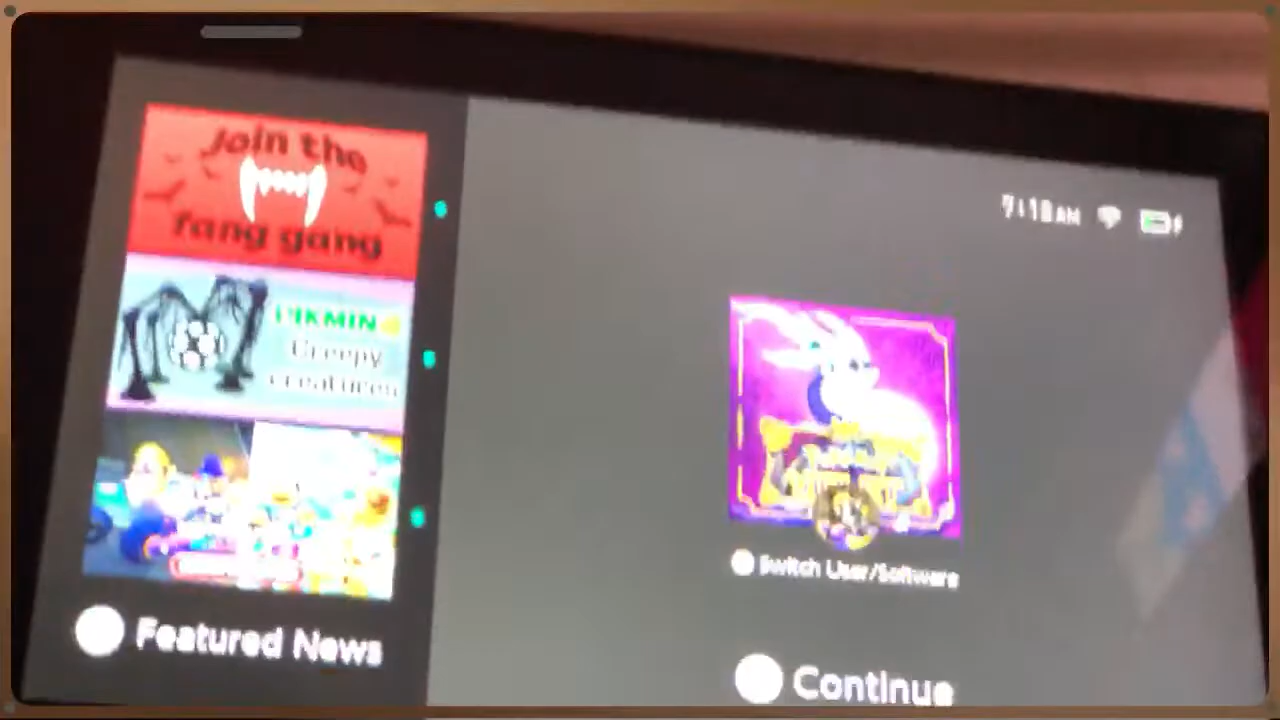 Join the
fang gang
PIKMIN 4
Creepy
creatures
Featured News
7:18 AM
Switch User/Software
Continue